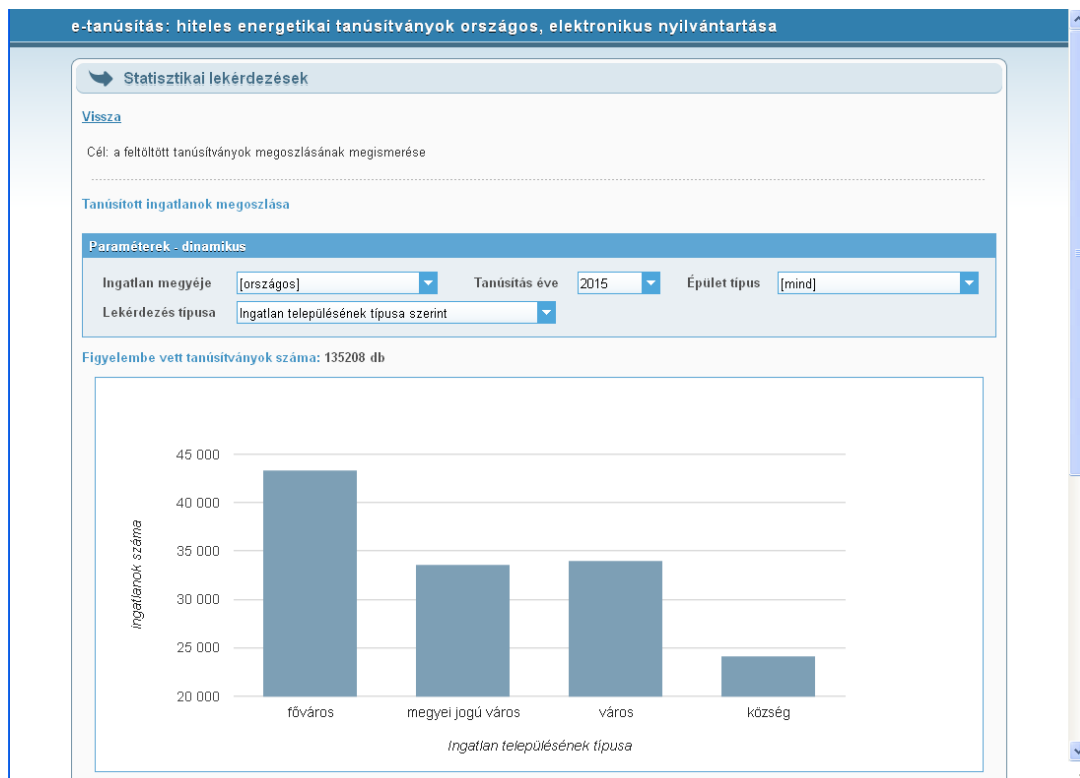 e-tanúsítás: hiteles energetikai tanúsítványok országos, elektronikus nyilvántartása
Statisztikai lekérdezések
Vissza
Cél: a feltöltött tanúsítványok megoszlásának megismerése
Tanúsított ingatlanok megoszlása
Paraméterek - dinamikus
Ingatlan megyéje [országos] Tanúsítás éve 2015 Épület típus [mind]
Lekérdezés típusa Ingatlan településének típusa szerint
Figyelembe vett tanúsítványok száma: 135208 db
45 000
40 000
35 000
30 000
25 000
20 000
ingatlanok száma
főváros megyei jogú város város község
Ingatlan településének típusa